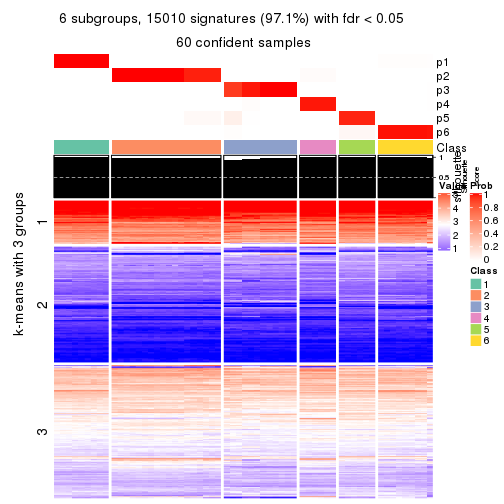 6 subgroups, 15010 signatures (97.1%) with fdr < 0.05
60 confident samples
p1
p2
p3
p4
p5
p6
Class
1
0.5
silhouette
score
k-means with 3 groups
1
2
3
Value
4
3
2
1
Prob
1
0.8
0.6
0.4
0.2
0
Class
1
2
3
4
5
6